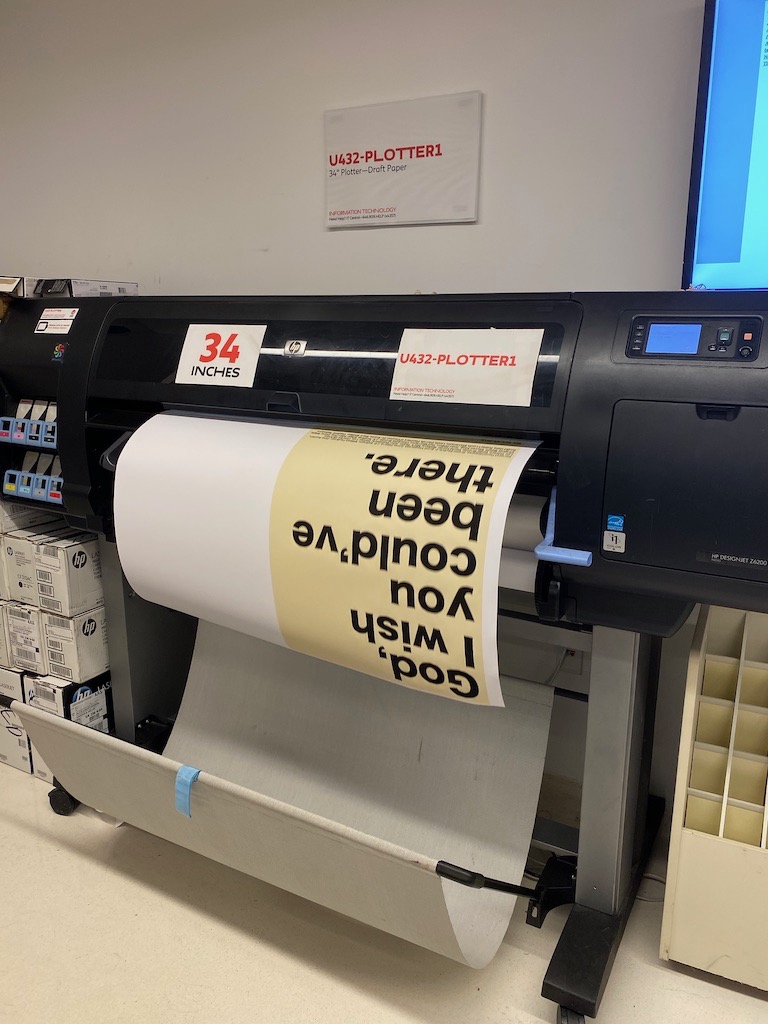 U432-PLOTTER1
34" Plotter—Draft Paper
INFORMATION TECHNOLOGY
34
INCHES
hp
U432-PLOTTER1
INFORMATION TECHNOLOGY
God,
I wish
you
could've
been
there.
HP DESIGNJET Z6200
hp
hp
hp